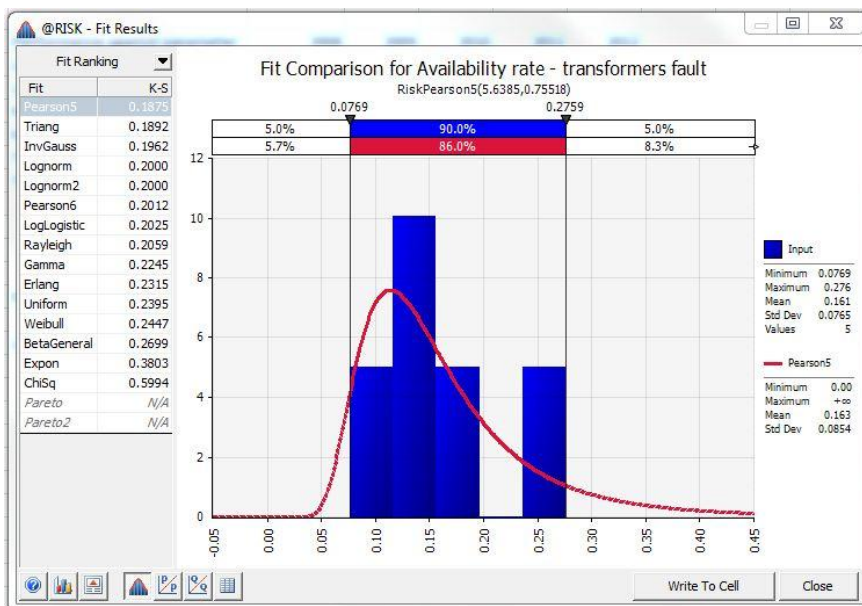 @RISK - Fit Results
Fit Ranking
Fit K-S
Pearson5 0.1875
Triang 0.1892
InvGauss 0.1962
Lognorm 0.2000
Lognorm2 0.2000
Pearson6 0.2012
LogLogistic 0.2025
Rayleigh 0.2059
Gamma 0.2245
Erlang 0.2315
Uniform 0.2395
Weibull 0.2447
BetaGeneral 0.2699
Expon 0.3803
ChiSq 0.5994
Pareto N/A
Pareto2 N/A
Fit Comparison for Availability rate - transformers fault
RiskPearson5(5.6385,0.75518)
0.0769 0.2759
5.0% 90.0% 5.0%
5.7% 86.0% 8.3%
12
10
8
6
4
2
0
-0.05 0.00 0.05 0.10 0.15 0.20 0.25 0.30 0.35 0.40 0.45
Input
Minimum 0.0769
Maximum 0.276
Mean 0.161
Std Dev 0.0765
Values 5
Pearson5
Minimum 0.00
Maximum +∞
Mean 0.163
Std Dev 0.0854
? P/P Q/Q
Write To Cell Close